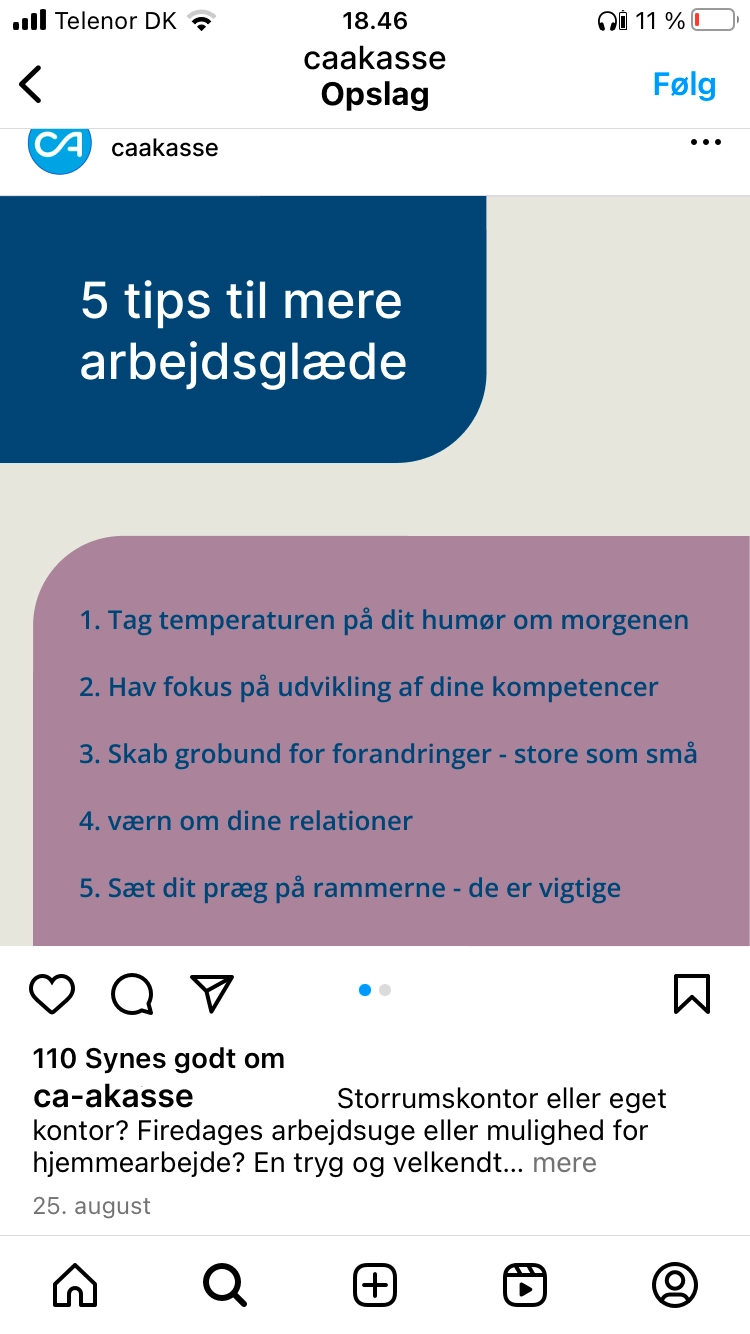 Telenor DK
18.46
11 %
caakasse
Opslag
Følg
CA
caakasse
5 tips til mere
arbejdsglæde
1. Tag temperaturen på dit humør om morgenen
2. Hav fokus på udvikling af dine kompetencer
3. Skab grobund for forandringer - store som små
4. værn om dine relationer
5. Sæt dit præg på rammerne - de er vigtige
110 Synes godt om
ca-akasse Storrumskontor eller eget
kontor? Firedages arbejdsuge eller mulighed for
hjemmearbejde? En tryg og velkendt... mere
25. august